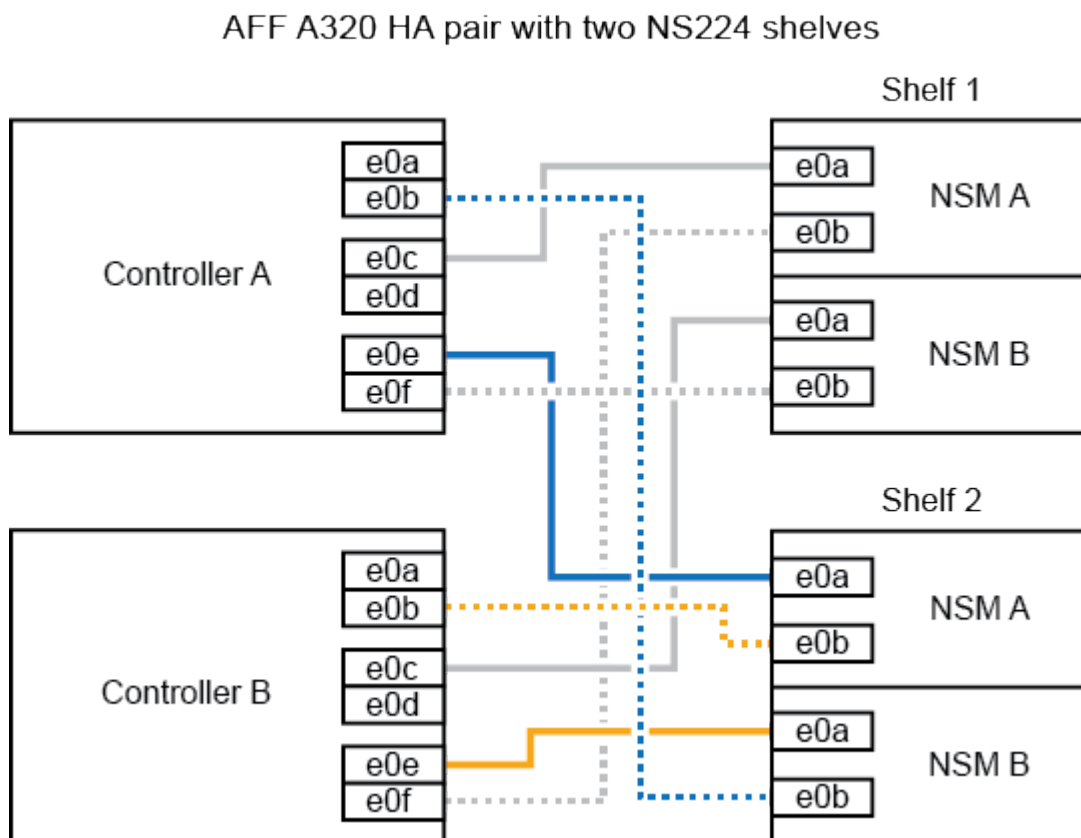 AFF A320 HA pair with two NS224 shelves
Controller A
e0a
e0b
e0c
e0d
e0e
e0f
Shelf 1
e0a
e0b
NSM A
e0a
e0b
NSM B
Controller B
e0a
e0b
e0c
e0d
e0e
e0f
Shelf 2
e0a
e0b
NSM A
e0a
e0b
NSM B